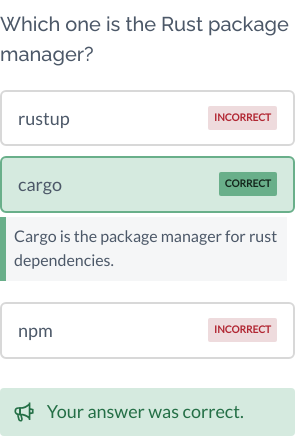 Which one is the Rust package
manager?
rustup INCORRECT
cargo CORRECT
Cargo is the package manager for rust
dependencies.
npm INCORRECT
Your answer was correct.